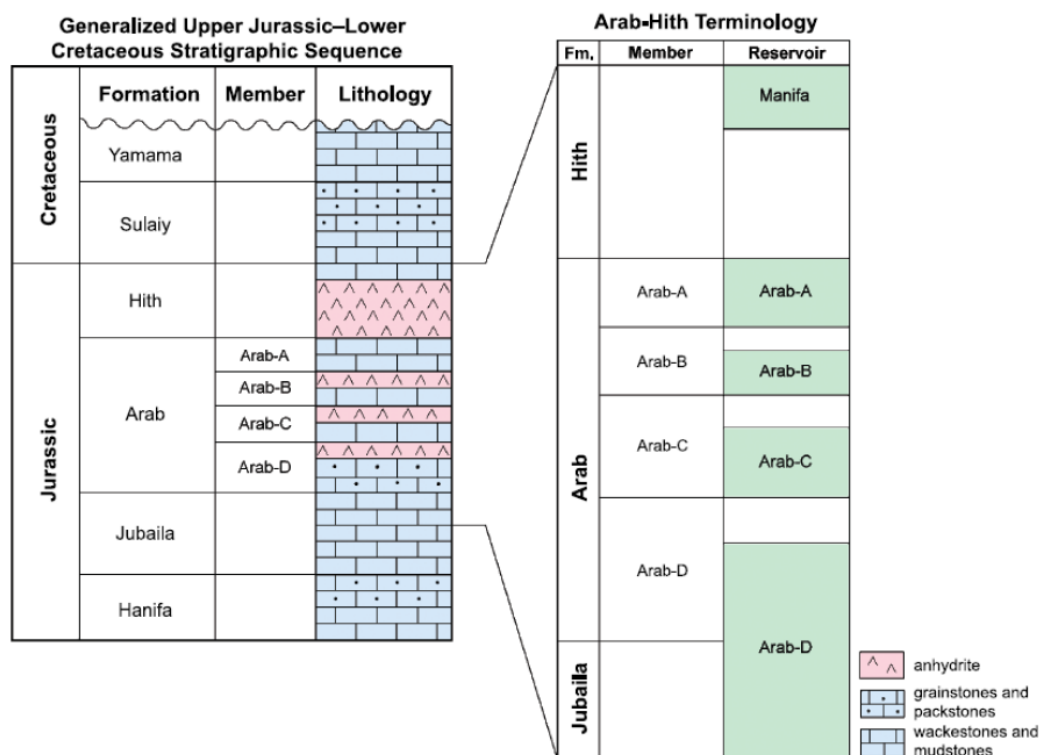 Generalized Upper Jurassic–Lower
Cretaceous Stratigraphic Sequence
Formation Member Lithology
Cretaceous
Yamama
Sulaiy
Jurassic
Hith
Arab
Arab-A
Arab-B
Arab-C
Arab-D
Jubaila
Hanifa
Arab-Hith Terminology
Fm. Member Reservoir
Hith
Manifa
Arab
Arab-A Arab-A
Arab-B Arab-B
Arab-C Arab-C
Arab-D
Arab-D
Jubaila
anhydrite
grainstones and
packstones
wackestones and
mudstones